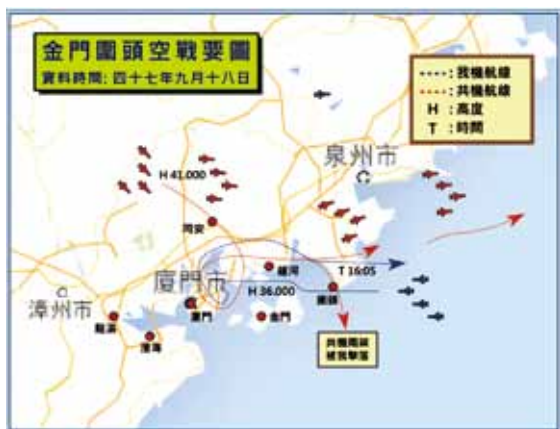 金門圍頭空戰要圖
資料時間: 四十七年九月十八日
-----: 我機航線
-----: 共機航線
H : 高度
T : 時間
泉州市
H 41,000
同安
蓮河
T 16:05
廈門市
H 36,000
圍頭
漳州市
龍溪
廈門
金門
共機兩架
被我擊落